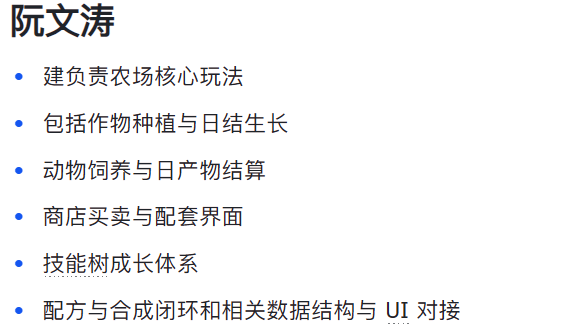 阮文涛
建负责农场核心玩法
包括作物种植与日结生长
动物饲养与日产物结算
商店买卖与配套界面
技能树成长体系
配方与合成闭环和相关数据结构与 UI 对接